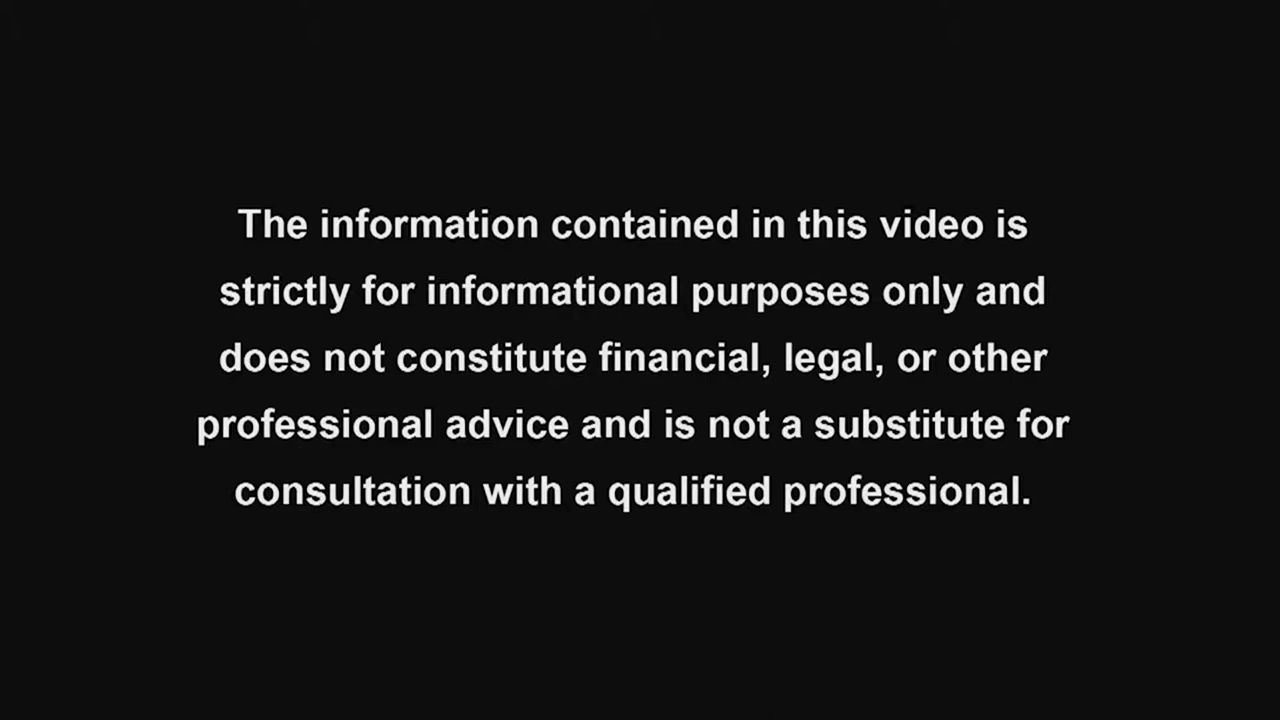 The information contained in this video is
strictly for informational purposes only and
does not constitute financial, legal, or other
professional advice and is not a substitute for
consultation with a qualified professional.